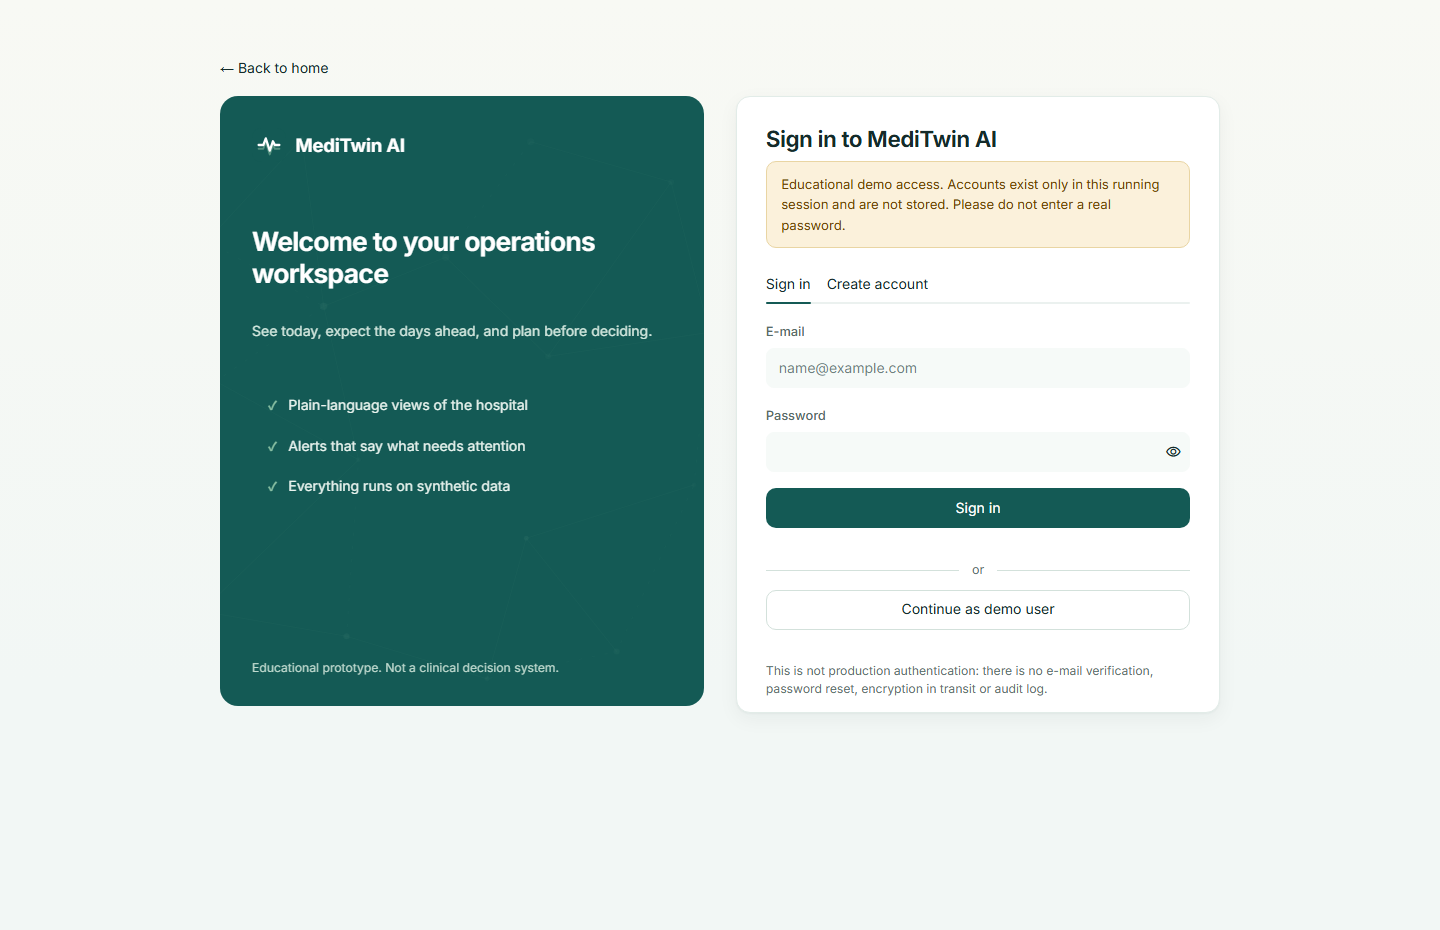 ← Back to home
MediTwin AI
Welcome to your operations
workspace
See today, expect the days ahead, and plan before deciding.
✓ Plain-language views of the hospital
✓ Alerts that say what needs attention
✓ Everything runs on synthetic data
Educational prototype. Not a clinical decision system.
Sign in to MediTwin AI
Educational demo access. Accounts exist only in this running
session and are not stored. Please do not enter a real
password.
Sign in Create account
E-mail
name@example.com
Password
Sign in
or
Continue as demo user
This is not production authentication: there is no e-mail verification,
password reset, encryption in transit or audit log.